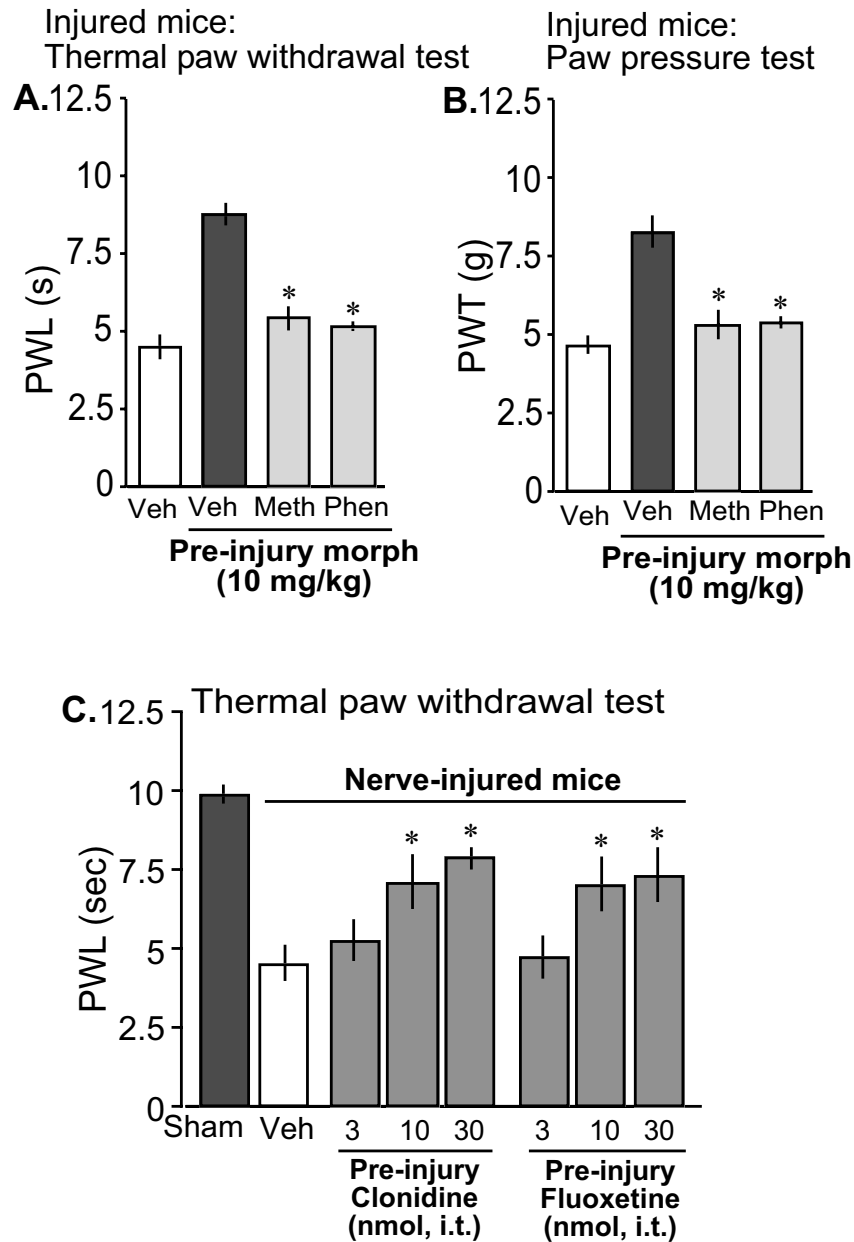 Injured mice:
Thermal paw withdrawal test
A.
12.5
10
7.5
5
2.5
0
PWL (s)
*
*
Veh
Veh
Meth
Phen
Pre-injury morph
(10 mg/kg)
Injured mice:
Paw pressure test
B.
12.5
10
7.5
5
2.5
0
PWT (g)
*
*
Veh
Veh
Meth
Phen
Pre-injury morph
(10 mg/kg)
C.
Thermal paw withdrawal test
12.5
10
7.5
5
2.5
0
PWL (sec)
Nerve-injured mice
*
*
*
*
Sham
Veh
3
10
30
3
10
30
Pre-injury
Clonidine
(nmol, i.t.)
Pre-injury
Fluoxetine
(nmol, i.t.)